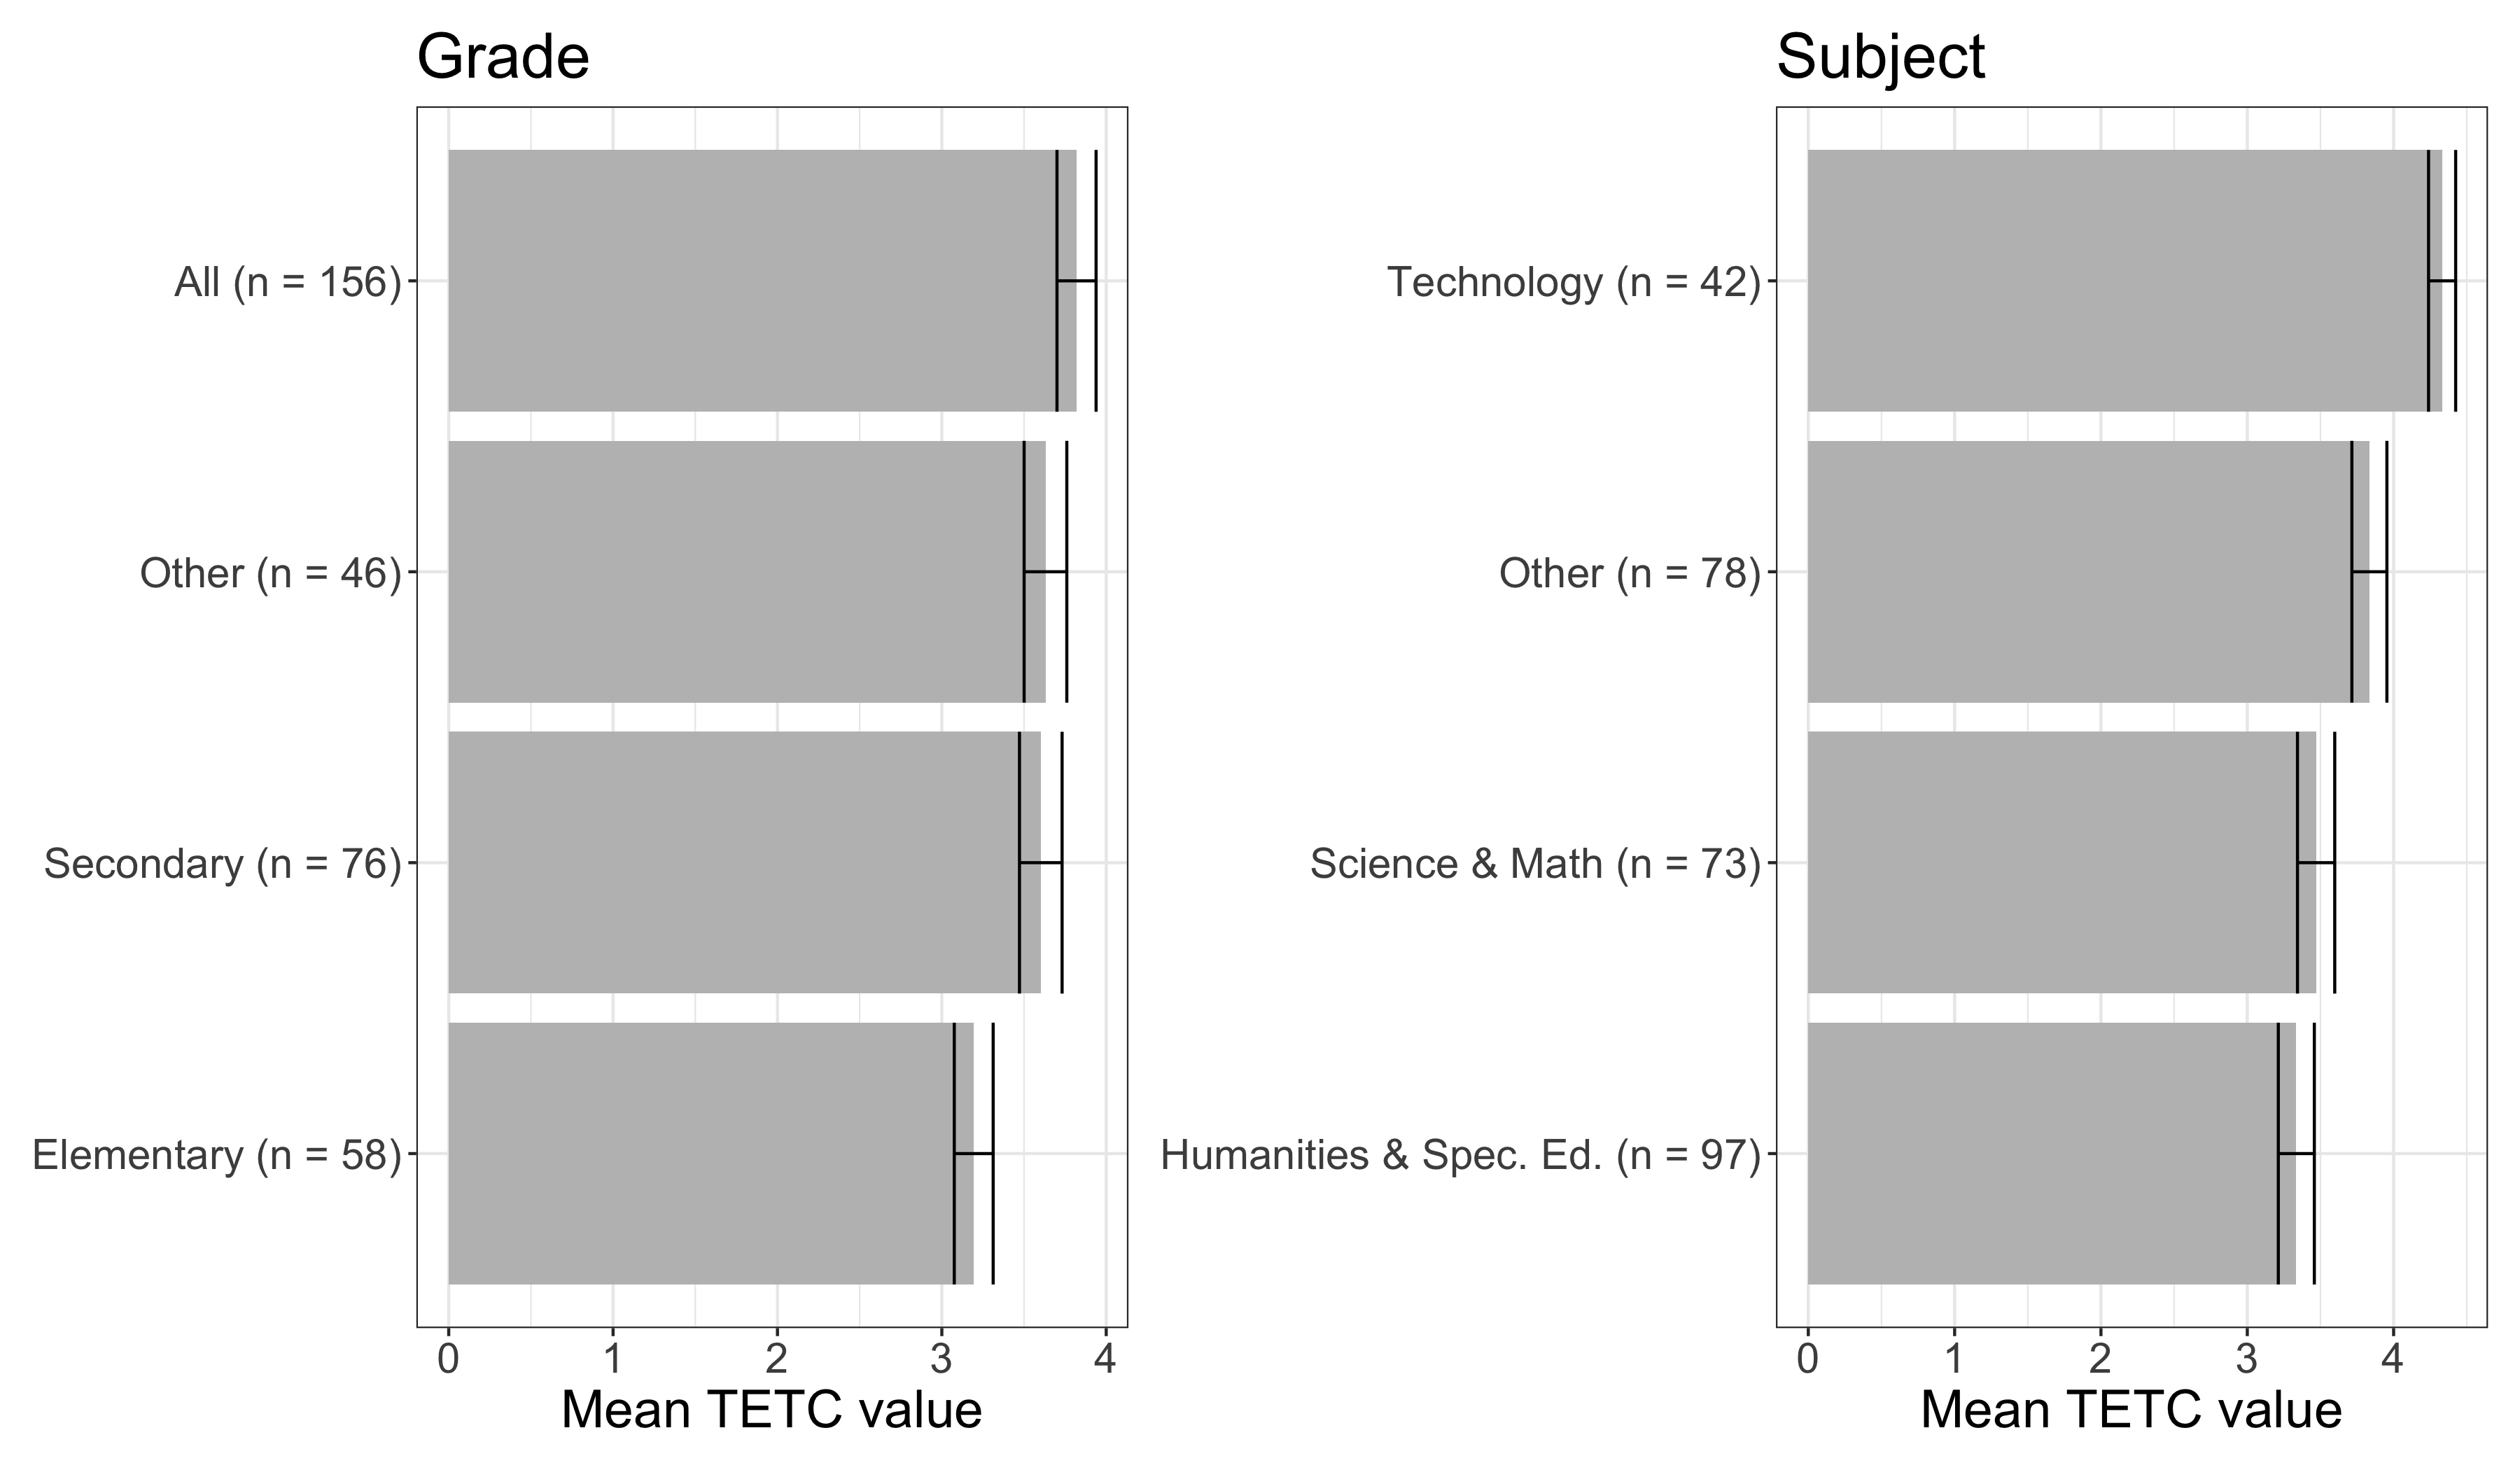 Grade
All (n = 156)
Other (n = 46)
Secondary (n = 76)
Elementary (n = 58)
0 1 2 3 4
Mean TETC value
Subject
Technology (n = 42)
Other (n = 78)
Science & Math (n = 73)
Humanities & Spec. Ed. (n = 97)
0 1 2 3 4
Mean TETC value